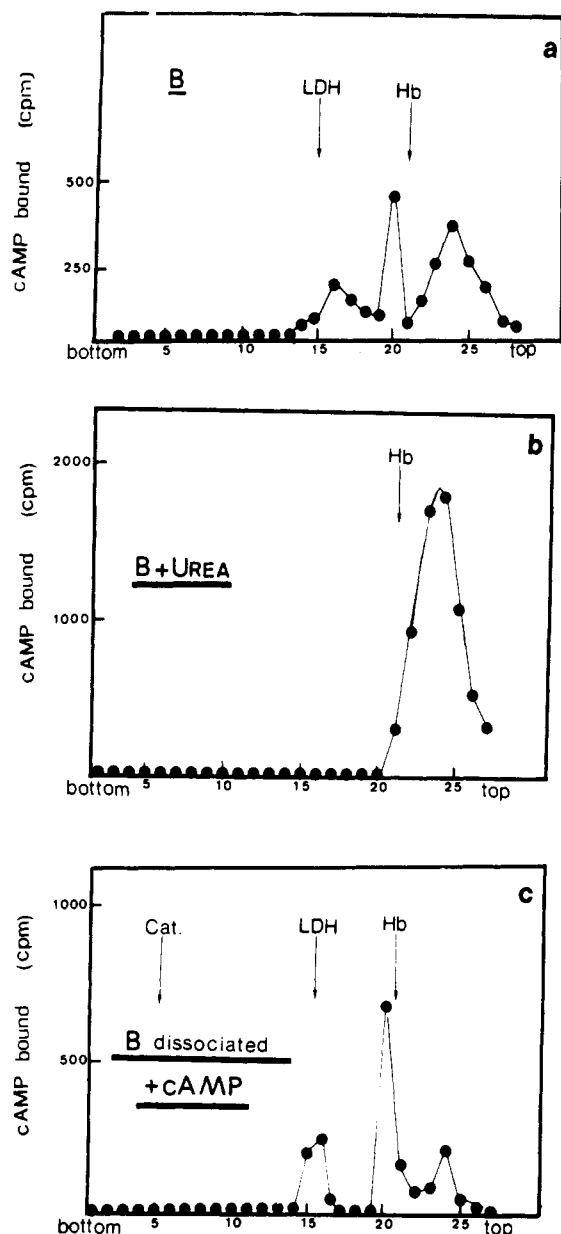 a
B
LDH
Hb
cAMP bound (cpm)
500
250
bottom 5 10 15 20 25 top
b
2000
Hb
B+UREA
cAMP bound (cpm)
1000
bottom 5 10 15 20 25 top
c
1000
Cat.
LDH
Hb
B dissociated
+cAMP
cAMP bound (cpm)
500
bottom 5 10 15 20 25 top